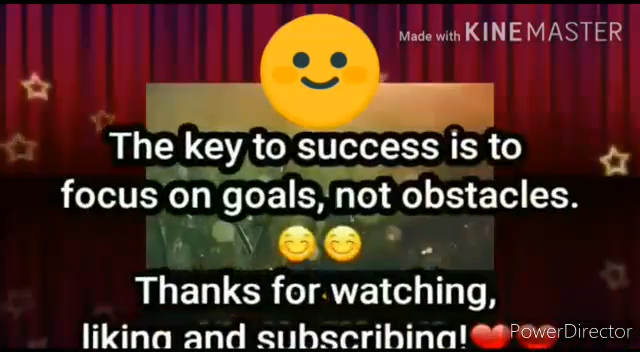 Made with KINEMASTER
The key to success is to
focus on goals, not obstacles.
Thanks for watching,
liking and subscribing!
PowerDirector